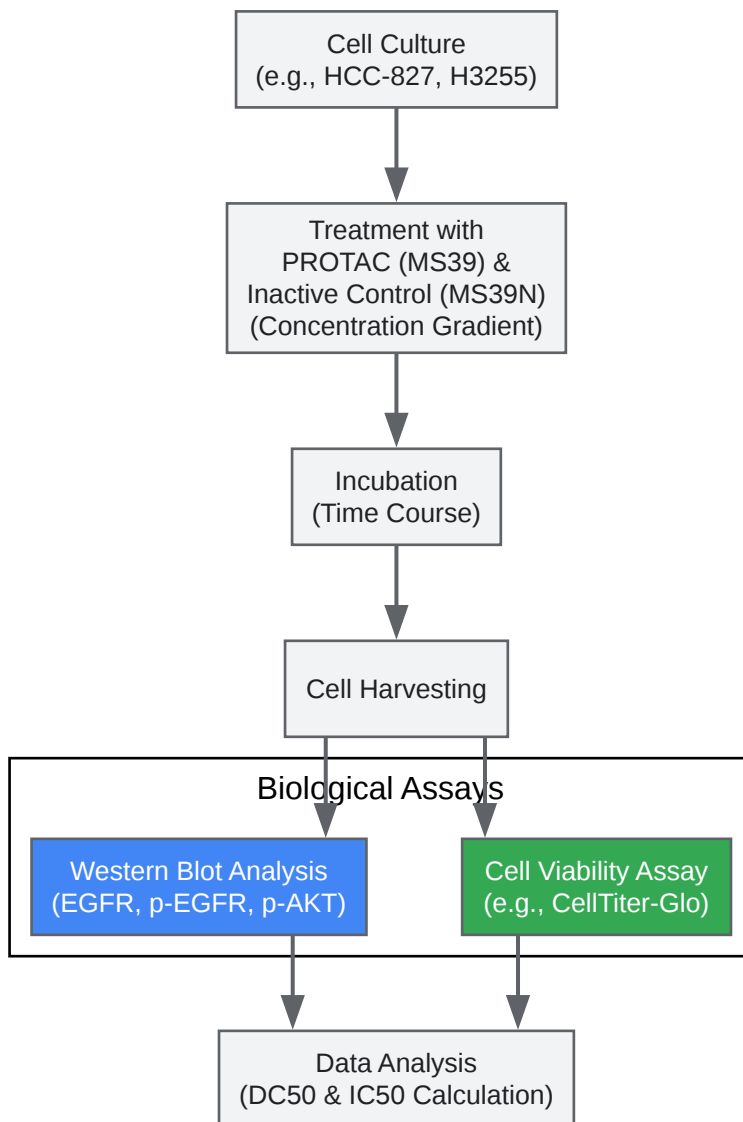 Cell Culture
(e.g., HCC-827, H3255)
Treatment with
PROTAC (MS39) &
Inactive Control (MS39N)
(Concentration Gradient)
Incubation
(Time Course)
Cell Harvesting
Biological Assays
Western Blot Analysis
(EGFR, p-EGFR, p-AKT)
Cell Viability Assay
(e.g., CellTiter-Glo)
Data Analysis
(DC50 & IC50 Calculation)